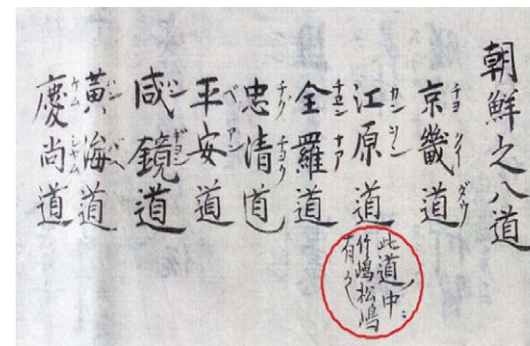 朝鮮之八道
京畿道
江原道
此道ノ中ニ
竹嶋松嶋
有之
全羅道
忠清道
平安道
咸鏡道
黄海道
慶尚道